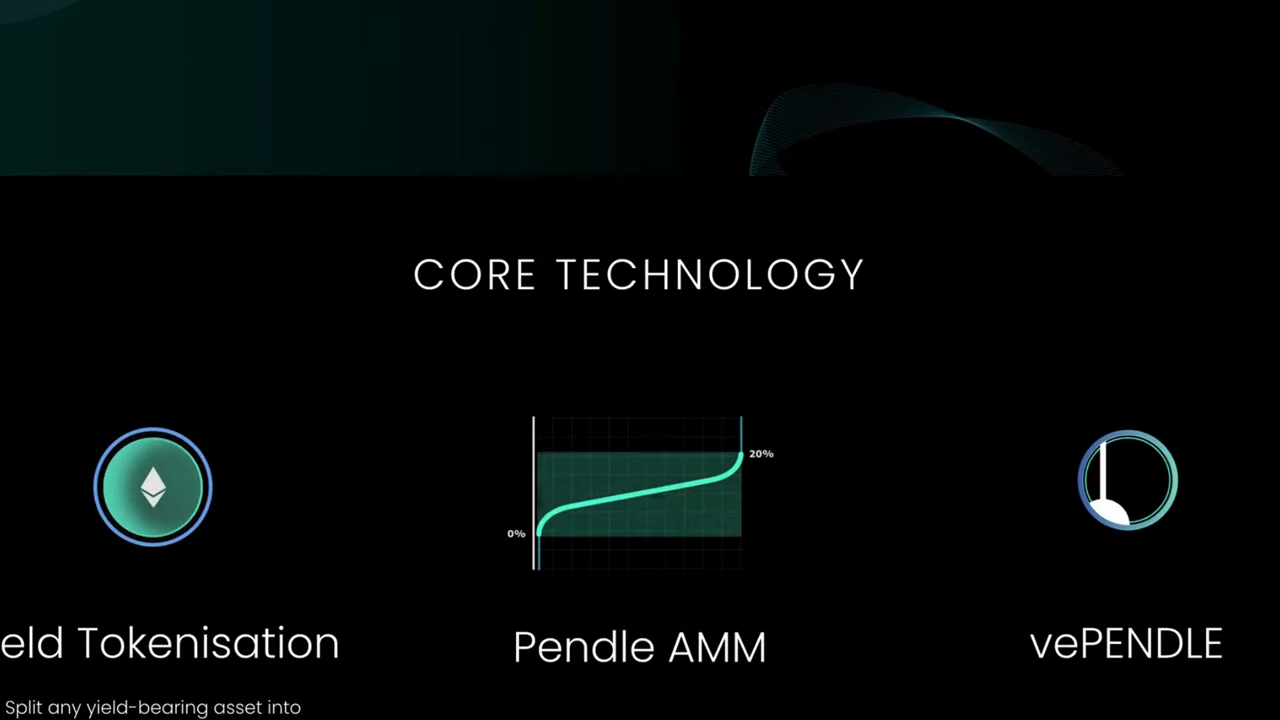 CORE TECHNOLOGY
20%
0%
eld Tokenisation
Pendle AMM
vePENDLE
Split any yield-bearing asset into